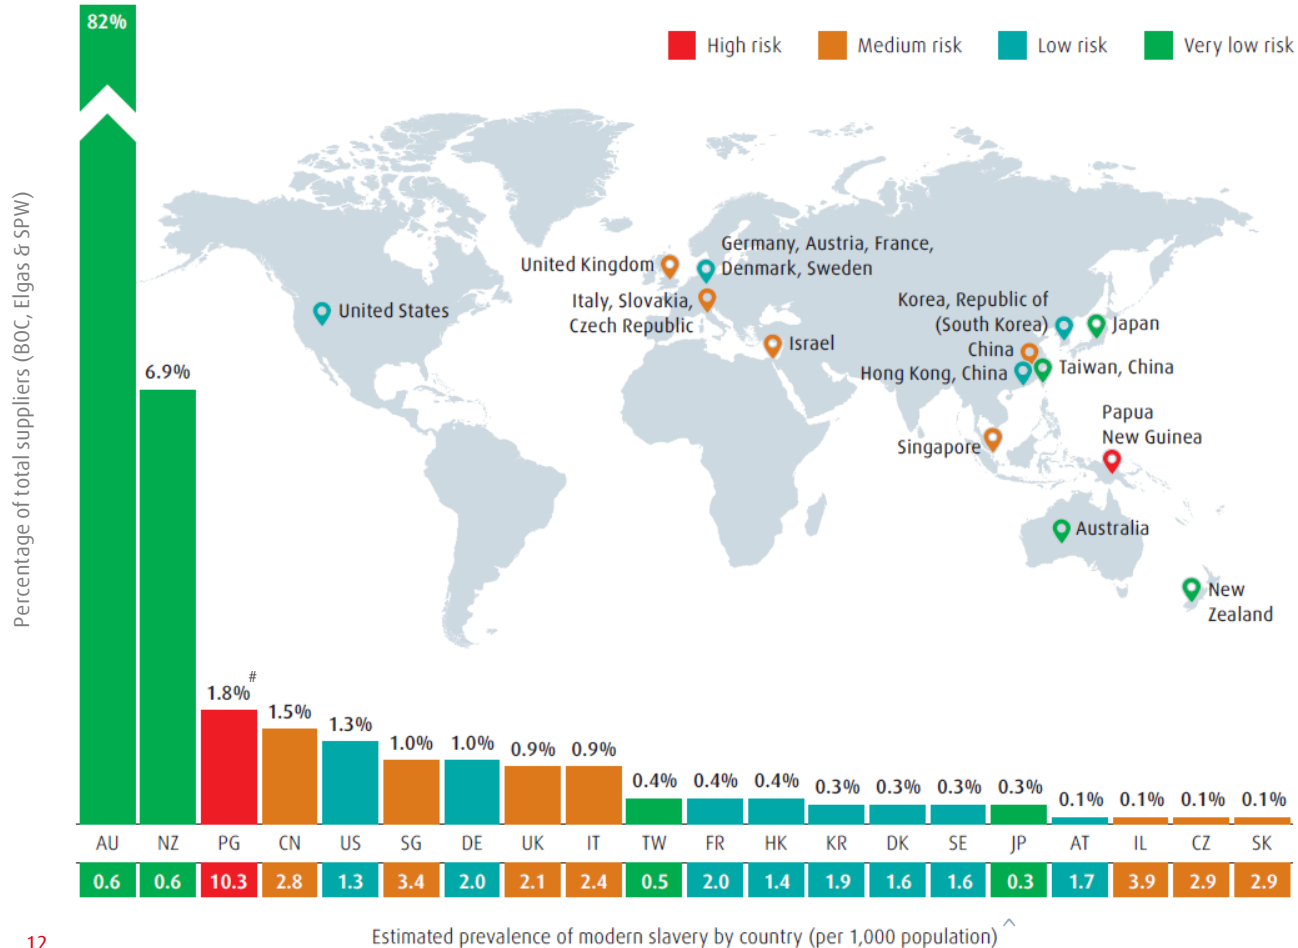 82%
High risk
Medium risk
Low risk
Very low risk
Percentage of total suppliers (BOC, Elgas & SPW)
United Kingdom
Germany, Austria, France,
Denmark, Sweden
United States
Italy, Slovakia,
Czech Republic
Israel
Korea, Republic of
(South Korea)
Japan
China
Hong Kong, China
Taiwan, China
Papua
New Guinea
Singapore
Australia
New
Zealand
6.9%
1.8%#
1.5%
1.3%
1.0%
1.0%
0.9%
0.9%
0.4%
0.4%
0.4%
0.3%
0.3%
0.3%
0.3%
0.1%
0.1%
0.1%
0.1%
AU NZ PG CN US SG DE UK IT TW FR HK KR DK SE JP AT IL CZ SK
0.6 0.6 10.3 2.8 1.3 3.4 2.0 2.1 2.4 0.5 2.0 1.4 1.9 1.6 1.6 0.3 1.7 3.9 2.9 2.9
Estimated prevalence of modern slavery by country (per 1,000 population)^
12